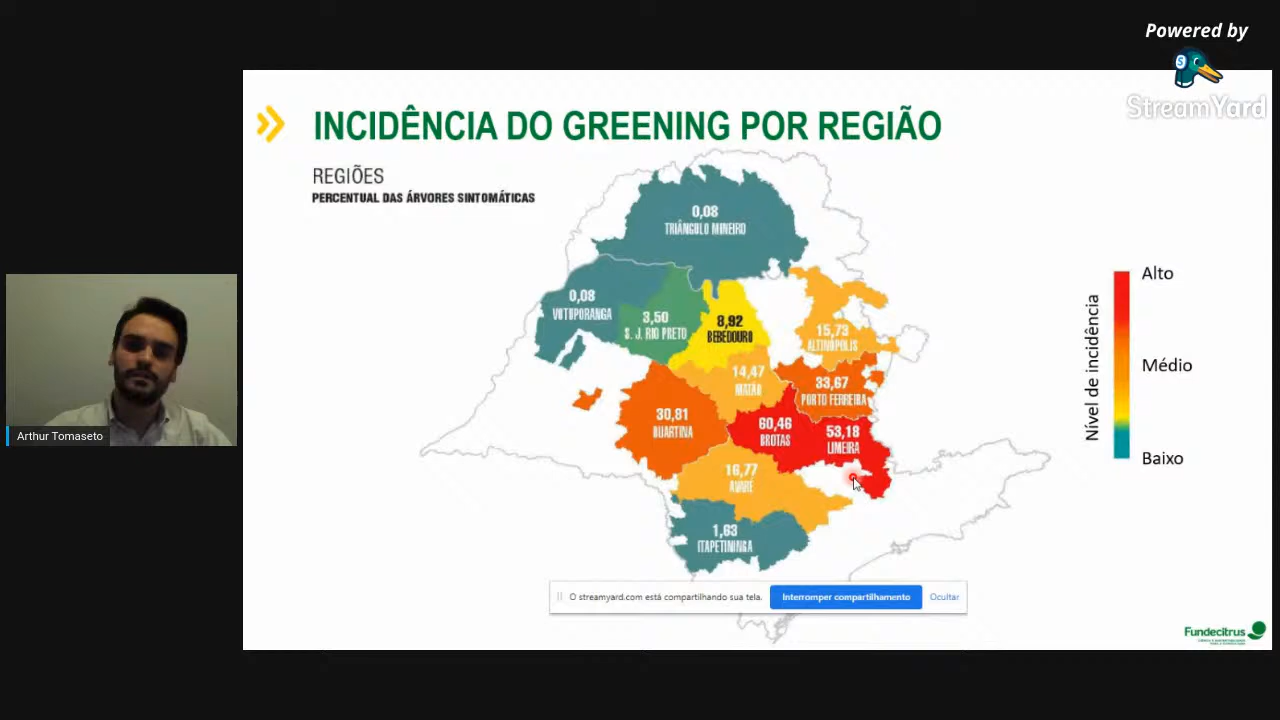 Powered by
StreamYard
INCIDÊNCIA DO GREENING POR REGIÃO
REGIÕES
PERCENTUAL DAS ÁRVORES SINTOMÁTICAS
0,08
TRIÂNGULO MINEIRO
0,08
VOTUPORANGA
3,50
S. J. RIO PRETO
8,92
BEBEDOURO
15,73
ALTINÓPOLIS
14,47
MATÃO
33,67
PORTO FERREIRA
30,81
DUARTINA
60,46
BROTAS
53,18
LIMEIRA
16,77
AVARÉ
1,63
ITAPETININGA
Nível de incidência
Alto
Médio
Baixo
Arthur Tomaseto
O streamyard.com está compartilhando sua tela.
Interromper compartilhamento
Ocultar
Fundecitrus